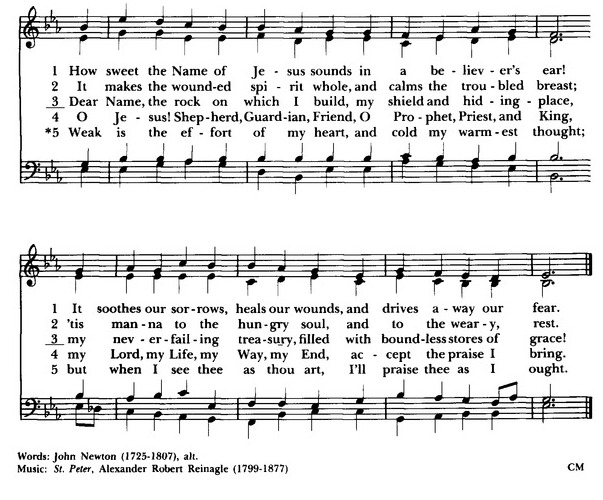 1 How sweet the Name of Je - sus sounds in a be - liev - er's ear!
2 It makes the wound-ed spi - rit whole, and calms the trou - bled breast;
3 Dear Name, the rock on which I build, my shield and hid - ing - place,
4 O Je - sus! Shep-herd, Guard-ian, Friend, O Pro - phet, Priest, and King,
*5 Weak is the ef - fort of my heart, and cold my warm - est thought;
1 It soothes our sor - rows, heals our wounds, and drives a - way our fear.
2 'tis man - na to the hun - gry soul, and to the wear - y, rest.
3 my nev - er - fail - ing trea - sury, filled with bound-less stores of grace!
4 my Lord, my Life, my Way, my End, ac - cept the praise I bring.
5 but when I see thee as thou art, I'll praise thee as I ought.
Words: John Newton (1725-1807), alt.
Music: St. Peter, Alexander Robert Reinagle (1799-1877) CM